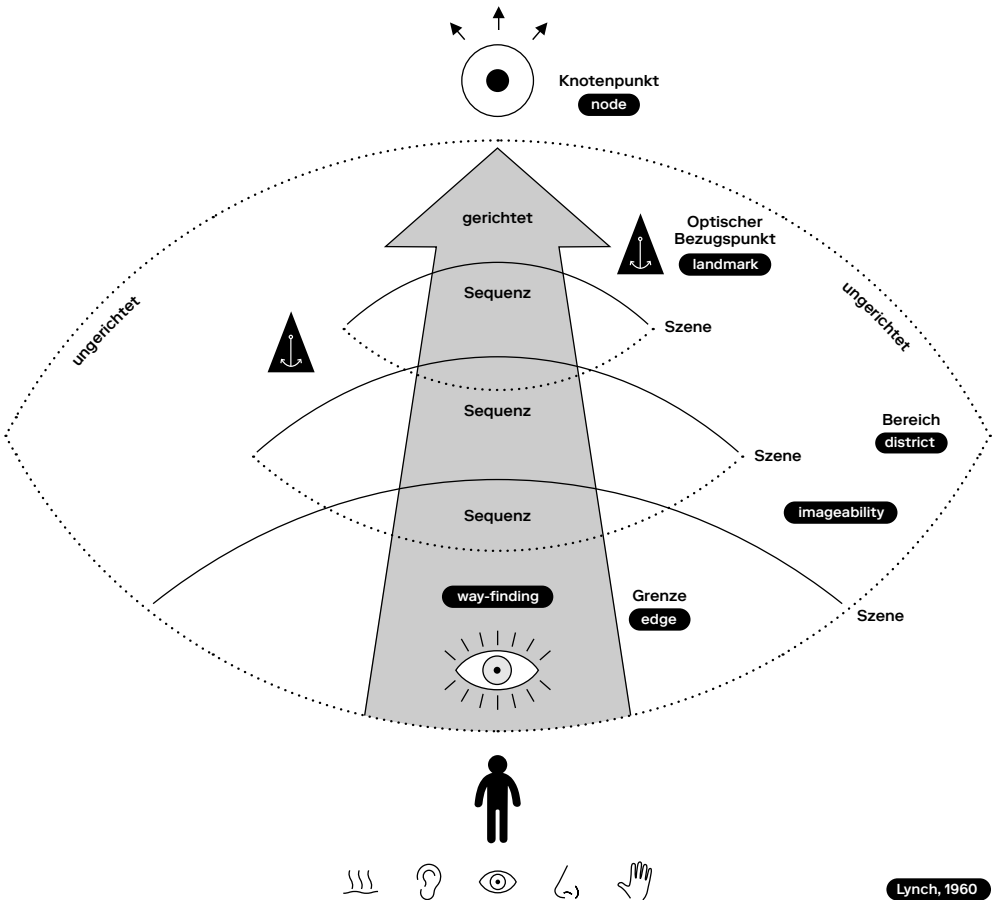 Knotenpunkt
node
gerichtet
Optischer
Bezugspunkt
landmark
ungerichtet
ungerichtet
Sequenz
Szene
Sequenz
Bereich
district
Szene
imageability
Sequenz
way-finding
Grenze
edge
Szene
Lynch, 1960